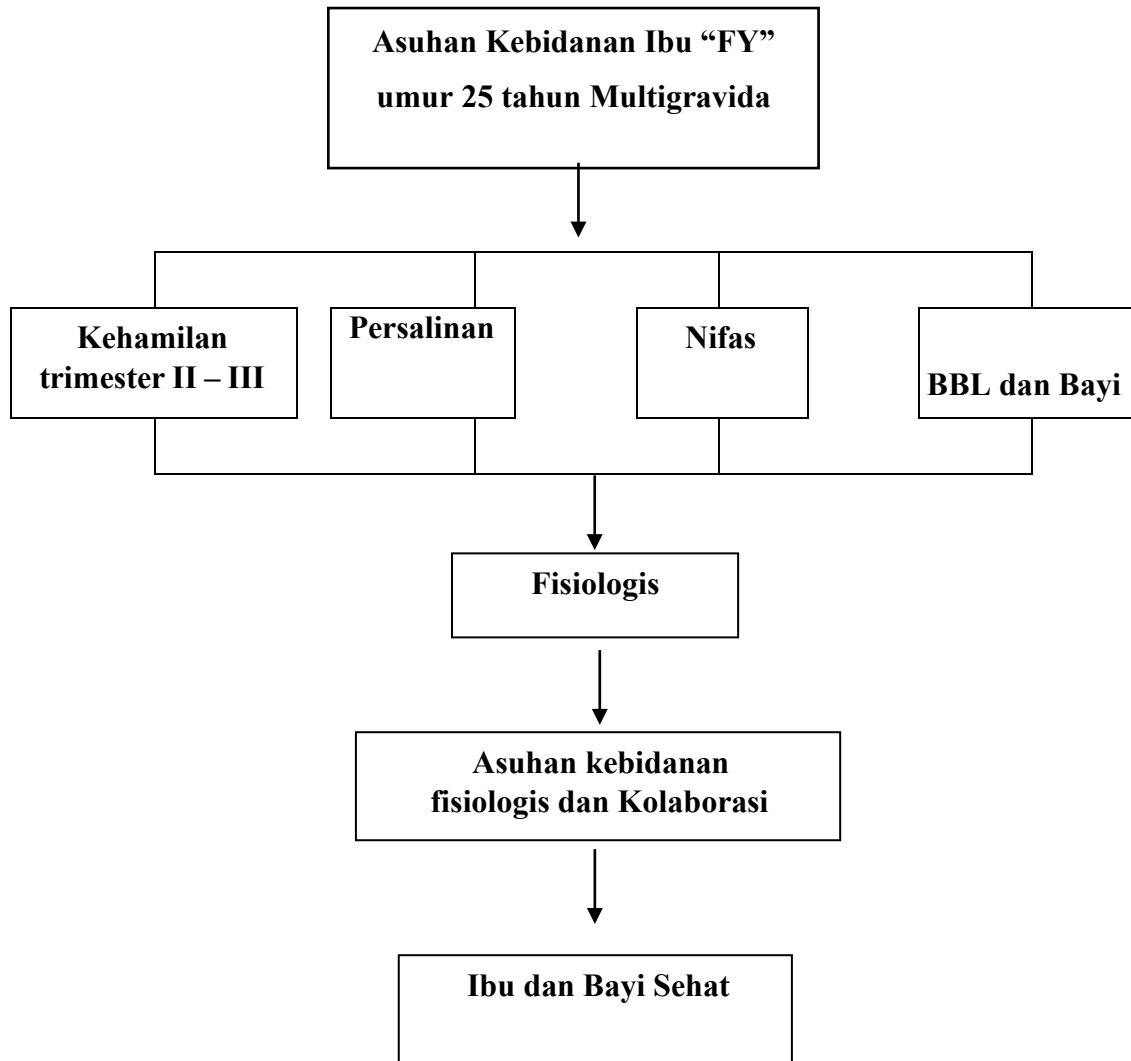 Asuhan Kebidanan Ibu “FY”
umur 25 tahun Multigravida
Kehamilan
trimester II – III
Persalinan
Nifas
BBL dan Bayi
Fisiologis
Asuhan kebidanan
fisiologis dan Kolaborasi
Ibu dan Bayi Sehat